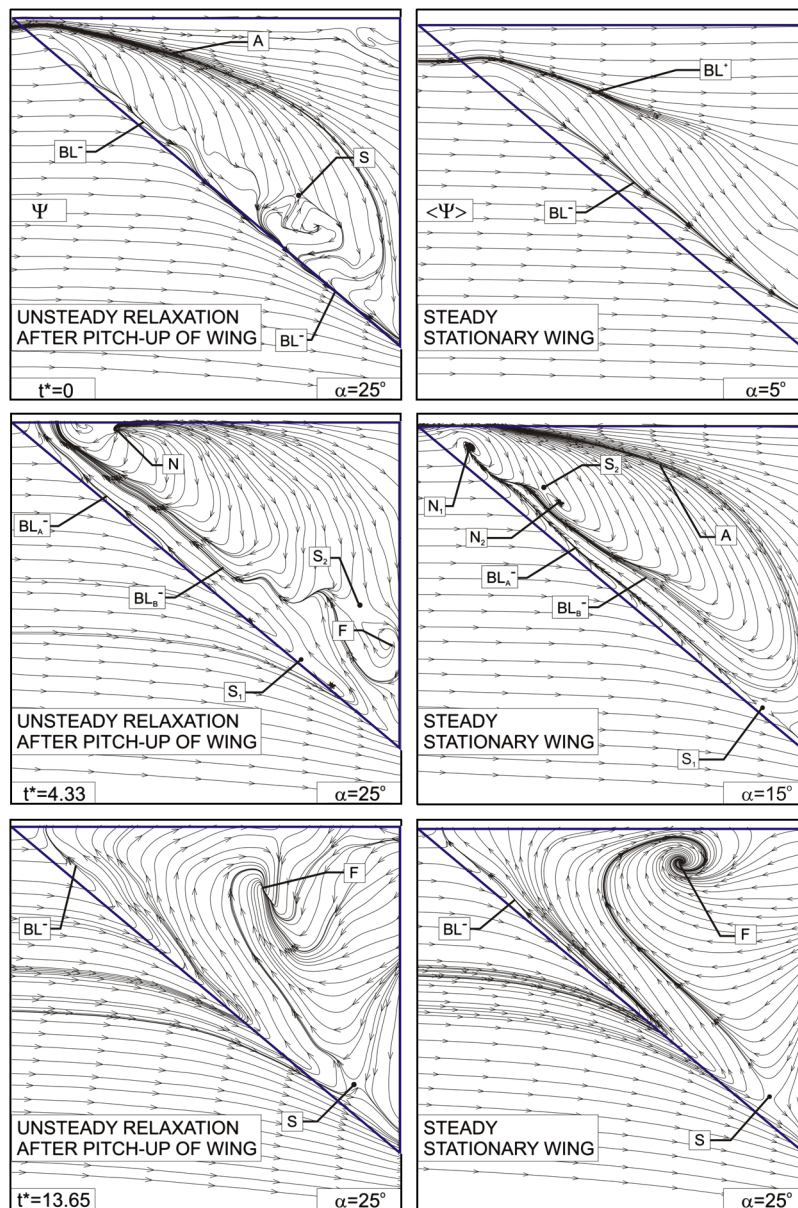 A
BL⁻
S
Ψ
BL⁻
UNSTEADY RELAXATION
AFTER PITCH-UP OF WING
t*=0
α=25°
BL⁺
BL⁻
<Ψ>
STEADY
STATIONARY WING
α=5°
N
BL_A⁻
S₂
BL_B⁻
F
S₁
UNSTEADY RELAXATION
AFTER PITCH-UP OF WING
t*=4.33
α=25°
S₂
N₁
N₂
A
BL_A⁻
BL_B⁻
STEADY
STATIONARY WING
S₁
α=15°
F
BL⁻
S
UNSTEADY RELAXATION
AFTER PITCH-UP OF WING
t*=13.65
α=25°
BL⁻
F
S
STEADY
STATIONARY WING
α=25°